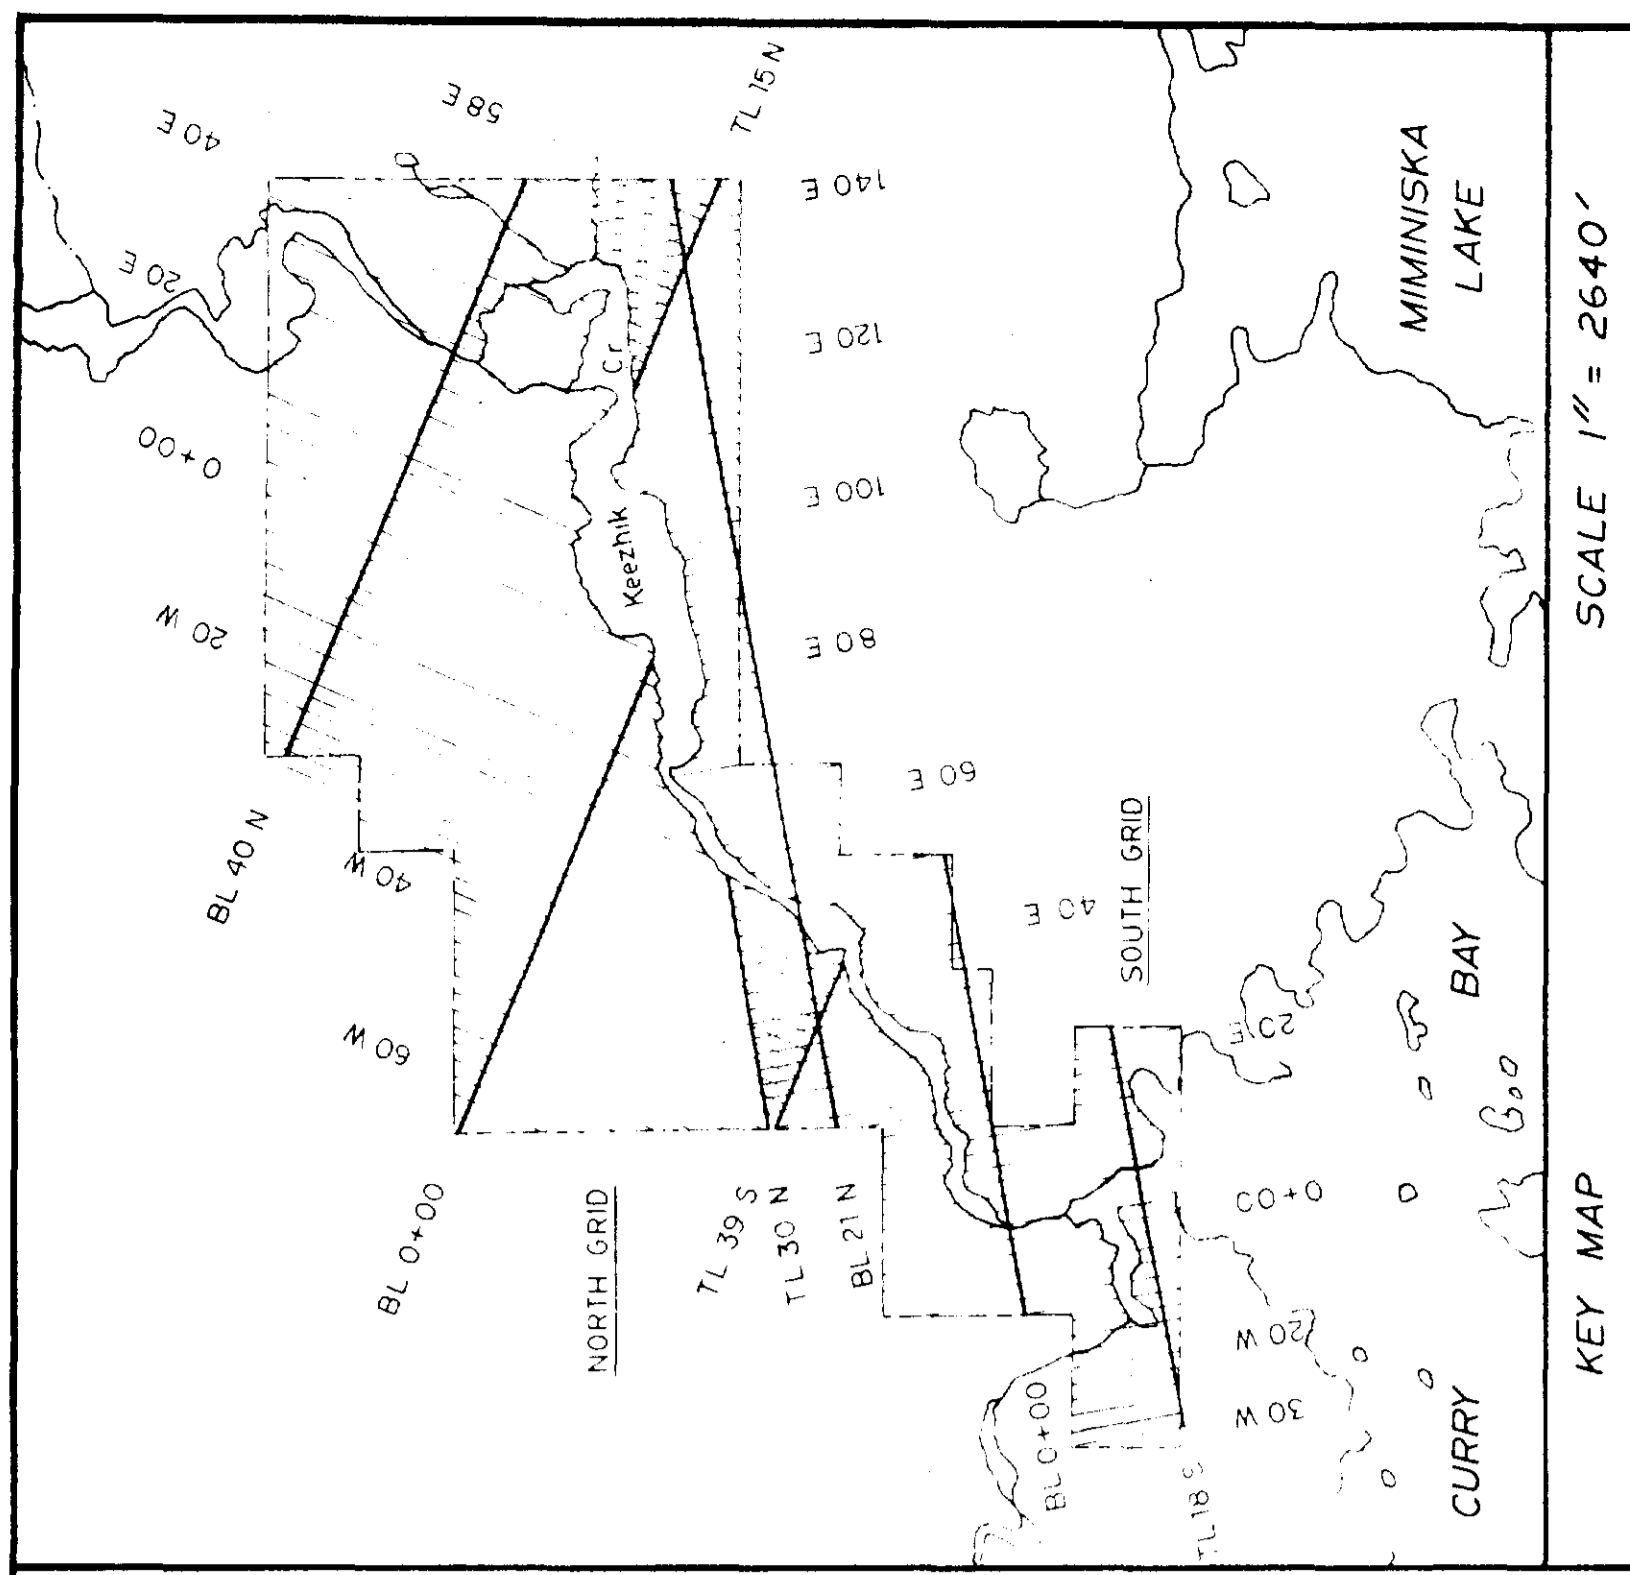 40 E
58 E
TL 15 N
20 E
0+00
20 W
BL 40 N
40 W
60 W
BL 0+00
NORTH GRID
TL 39 S
TL 30 N
BL 21 N
Keezhik Cr
140 E
120 E
100 E
80 E
60 E
40 E
20 E
0+00
20 W
30 W
SOUTH GRID
BL 0+00
TL 18 S
MIMINISKA
LAKE
CURRY BAY
KEY MAP
SCALE 1" = 2640'